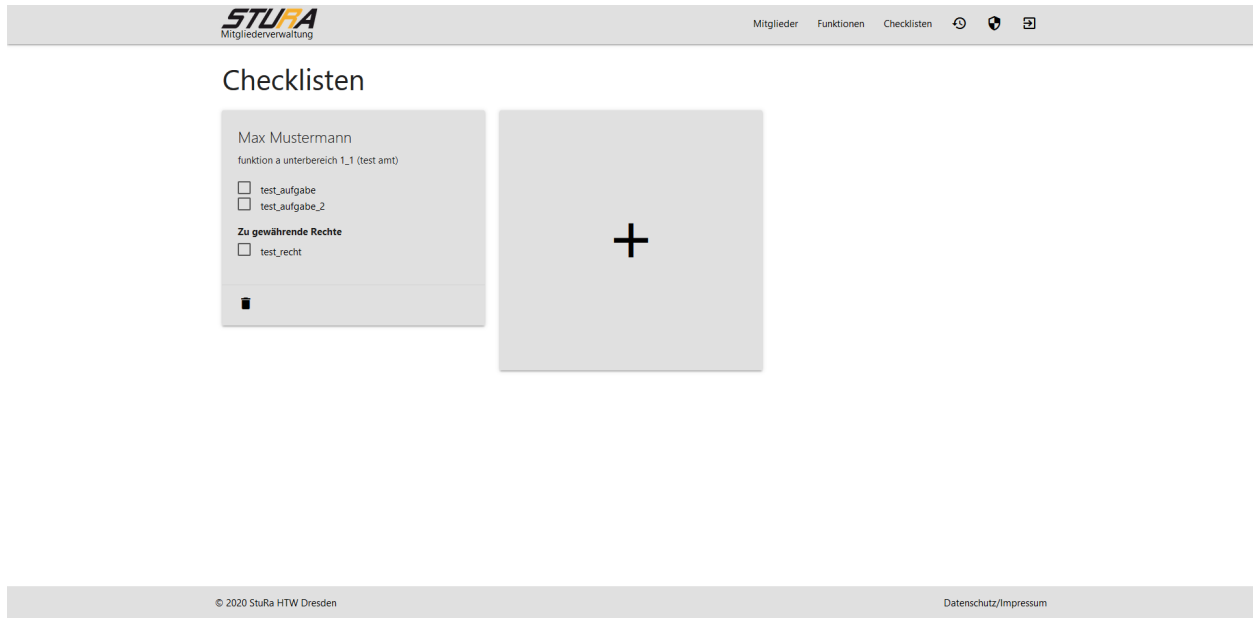 STURA
Mitgliederverwaltung
Mitglieder Funktionen Checklisten
Checklisten
Max Mustermann
funktion a unterbereich 1_1 (test amt)
test_aufgabe
test_aufgabe_2
Zu gewährende Rechte
test_recht
© 2020 StuRa HTW Dresden
Datenschutz/Impressum